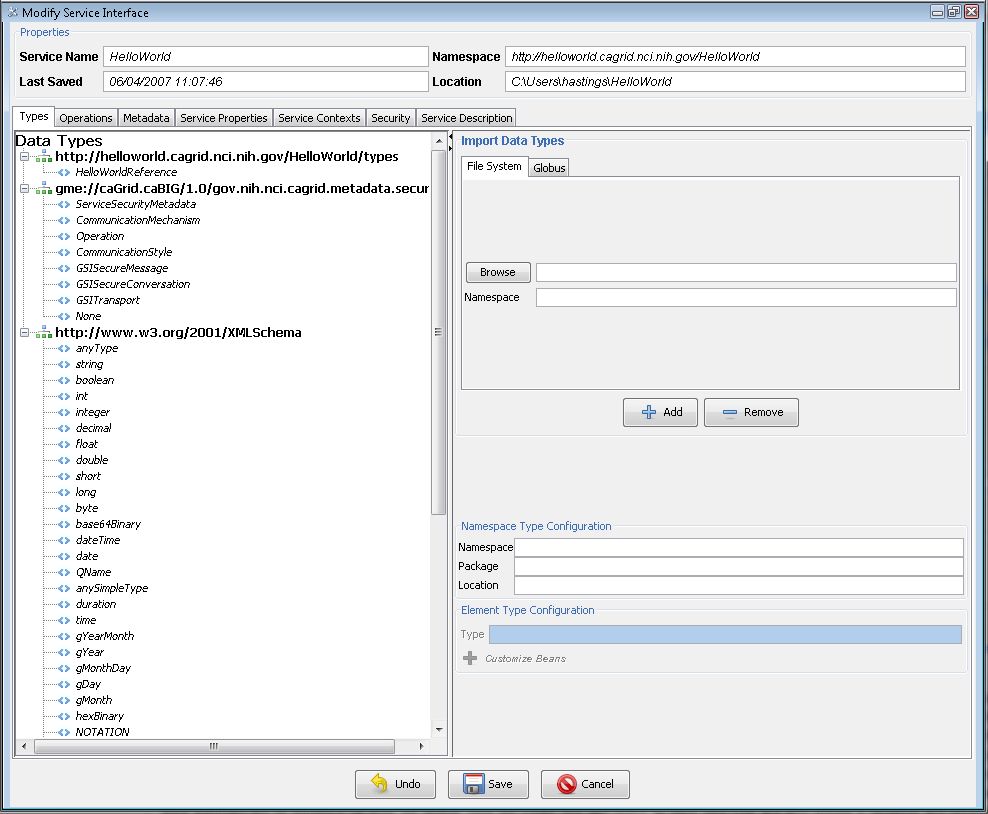 Modify Service Interface
Properties
Service Name HelloWorld Namespace http://helloworld.cagrid.nci.nih.gov/HelloWorld
Last Saved 06/04/2007 11:07:46 Location C:\Users\hastings\HelloWorld
Types Operations Metadata Service Properties Service Contexts Security Service Description
Data Types
http://helloworld.cagrid.nci.nih.gov/HelloWorld/types
HelloWorldReference
gme://caGrid.caBIG/1.0/gov.nih.nci.cagrid.metadata.secur
ServiceSecurityMetadata
CommunicationMechanism
Operation
CommunicationStyle
GSISecureMessage
GSISecureConversation
GSITransport
None
http://www.w3.org/2001/XMLSchema
anyType
string
boolean
int
integer
decimal
float
double
short
long
byte
base64Binary
dateTime
date
QName
anySimpleType
duration
time
gYearMonth
gYear
gMonthDay
gDay
gMonth
hexBinary
NOTATION
Import Data Types
File System Globus
Browse
Namespace
Add Remove
Namespace Type Configuration
Namespace
Package
Location
Element Type Configuration
Type
Customize Beans
Undo Save Cancel